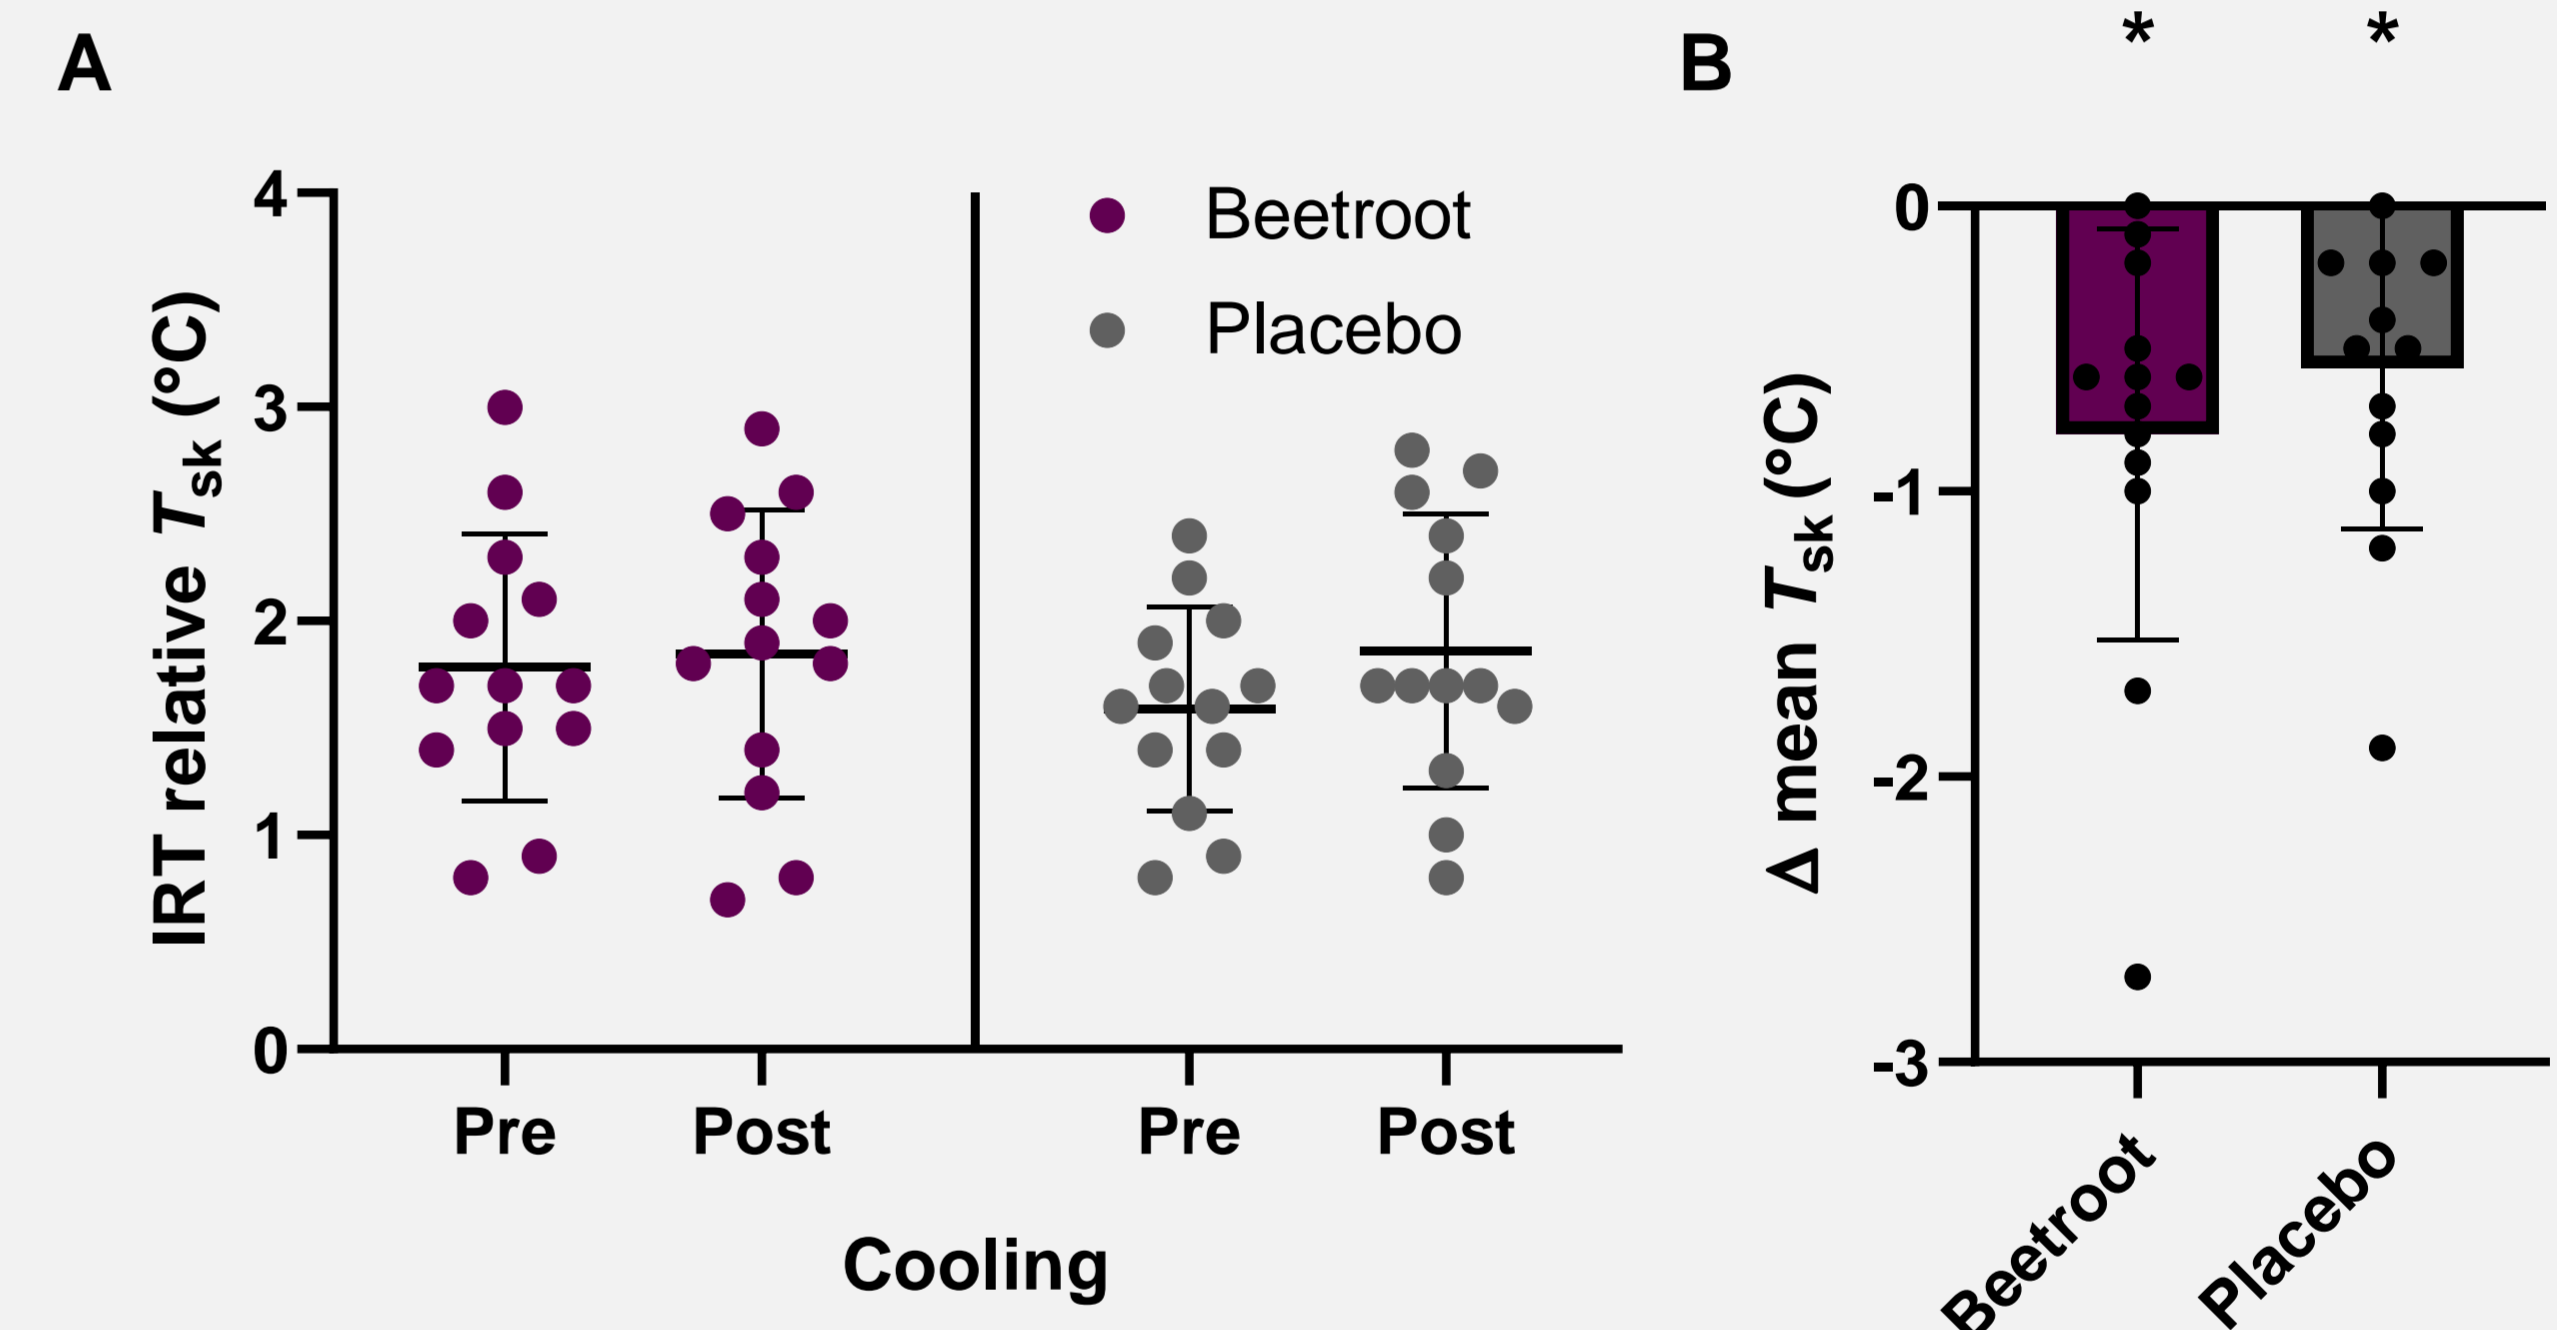 A
IRT relative Tsk (°C)
4
3
2
1
0
Beetroot
Placebo
Pre
Post
Pre
Post
Cooling
B
*
*
Δ mean Tsk (°C)
0
-1
-2
-3
Beetroot
Placebo